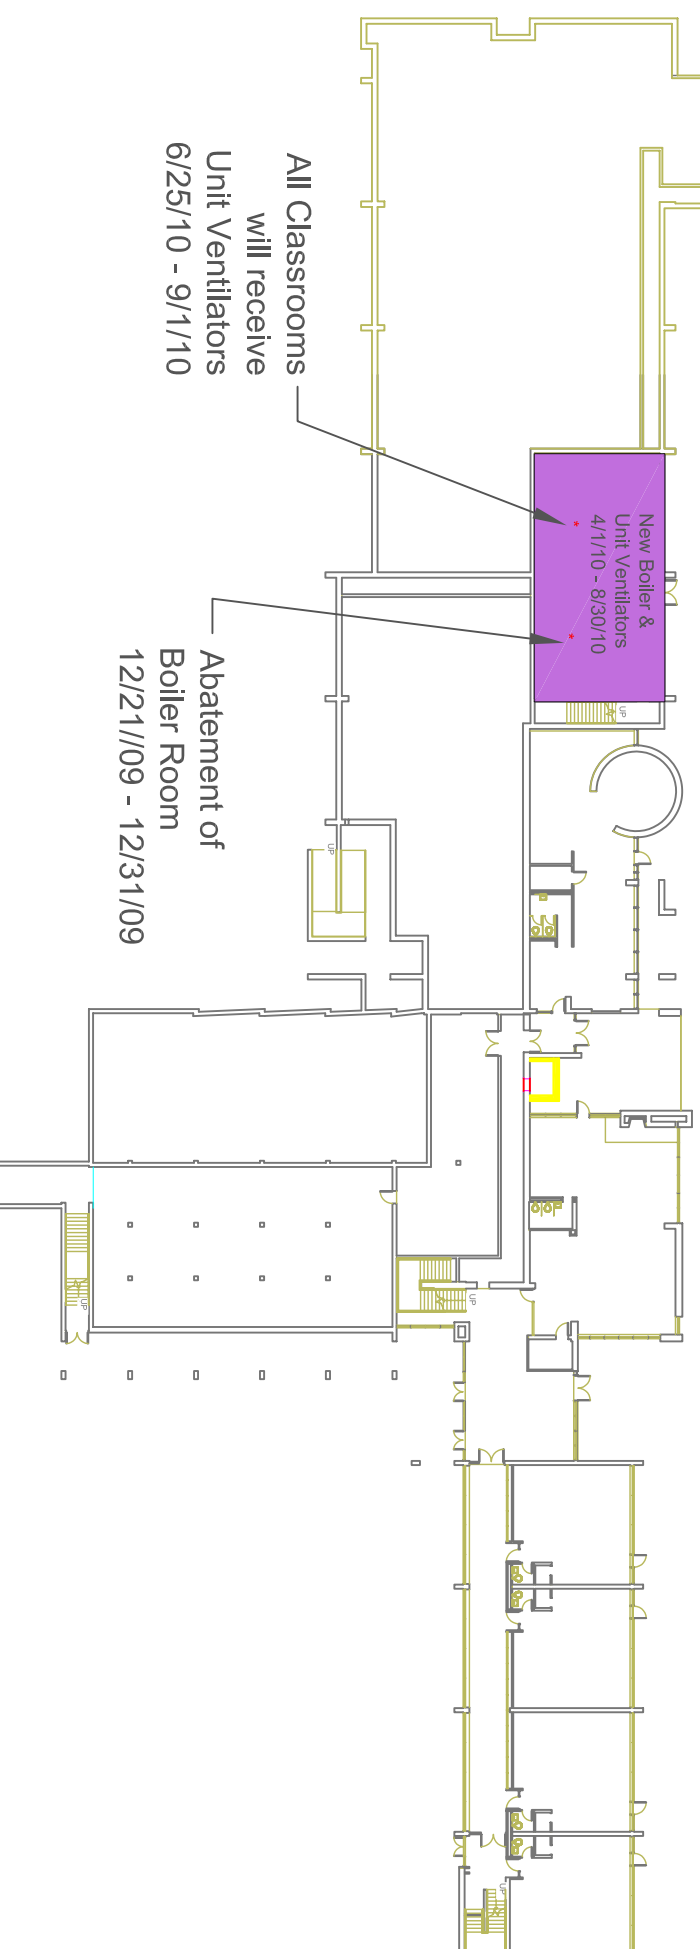 New Boiler &
Unit Ventilators
4/1/10 - 8/30/10
*
*
All Classrooms
will receive
Unit Ventilators
6/25/10 - 9/1/10
UP
Abatement of
Boiler Room
12/21//09 - 12/31/09
UP
UP
UP
UP